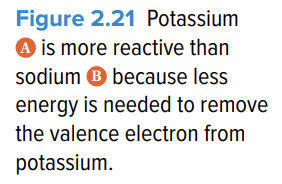 Figure 2.21 Potassium
A is more reactive than
sodium B because less
energy is needed to remove
the valence electron from
potassium.